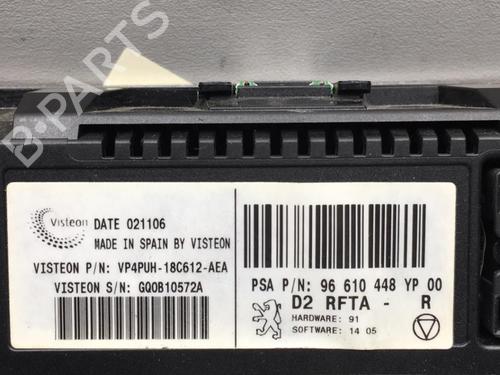 B-PARTS
Visteon
DATE 021106
MADE IN SPAIN BY VISTEON
VISTEON P/N: VP4PUH-18C612-AEA
VISTEON S/N: GQ0B10572A
PSA P/N: 96 610 448 YP 00
D2 RFTA - R
HARDWARE: 91
SOFTWARE: 14 05